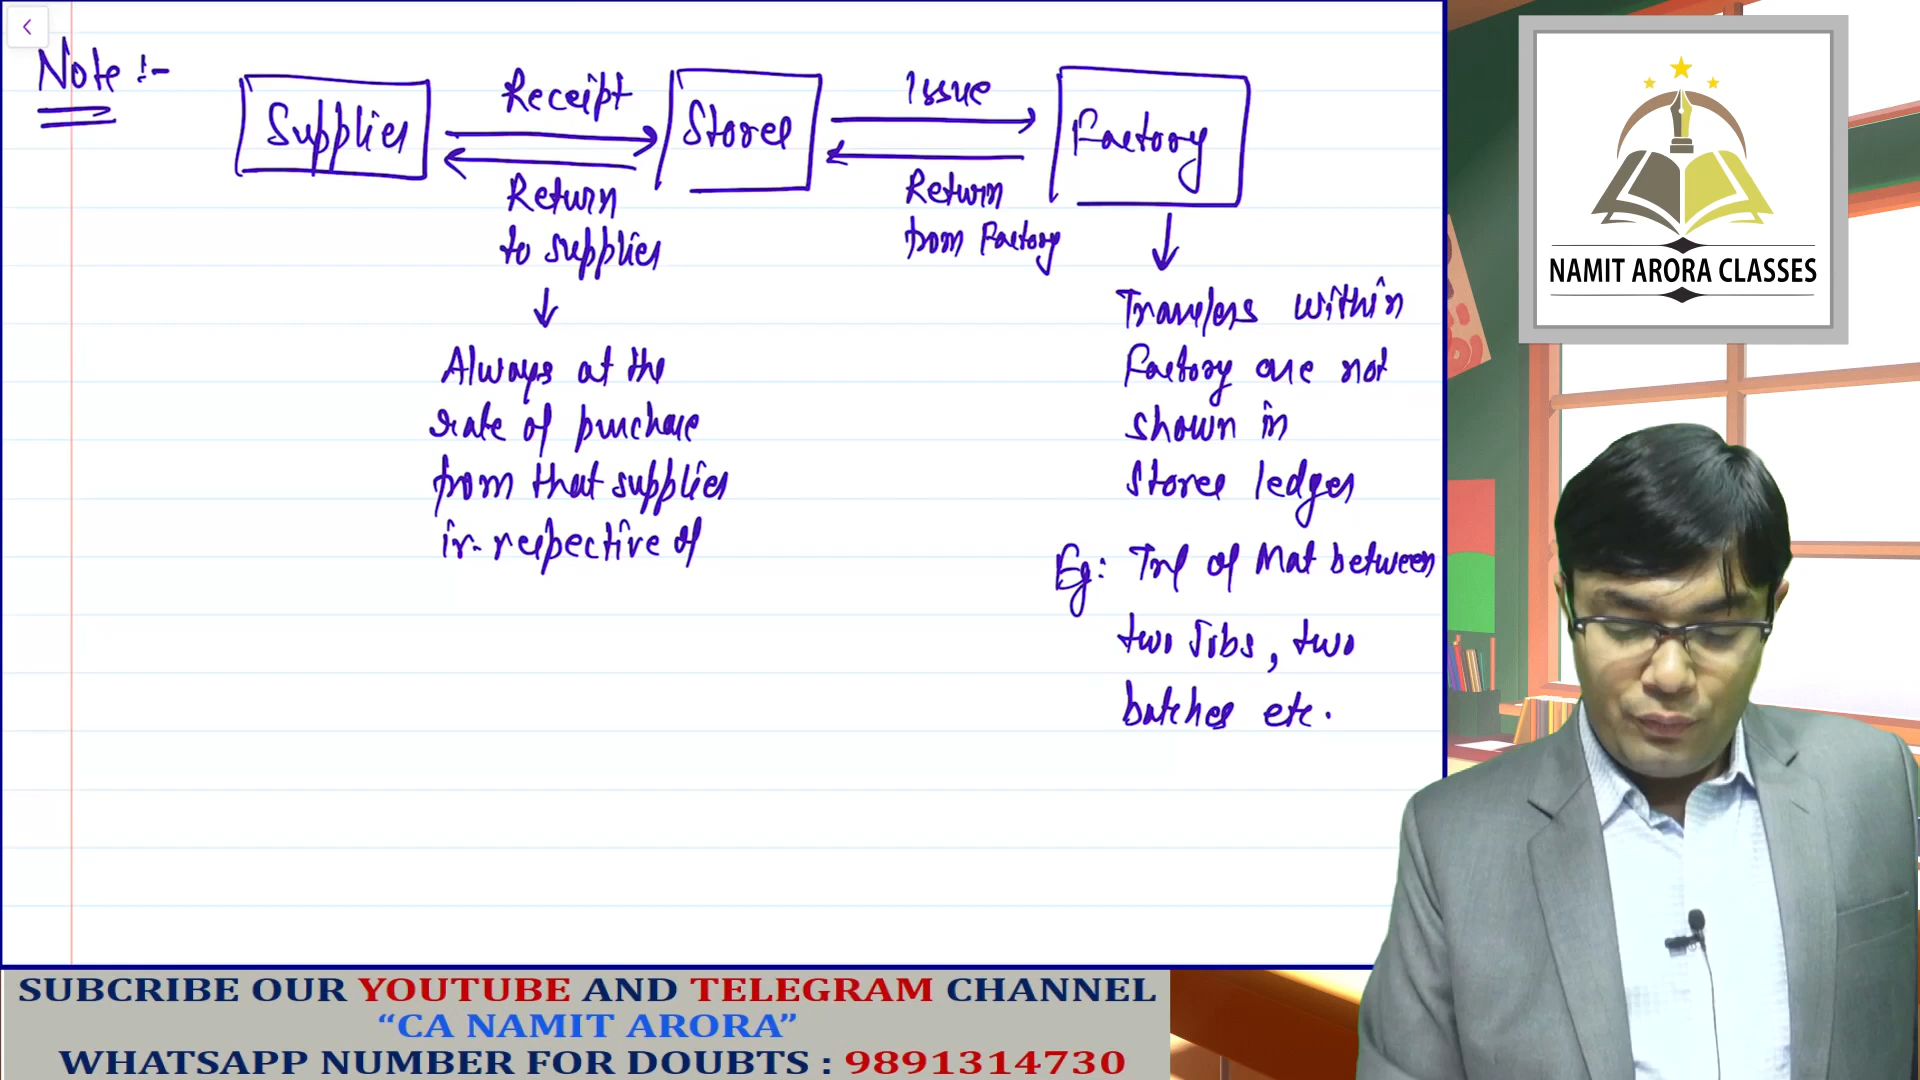 Note :-
Supplier
Receipt
Stores
Issue
Factory
Return
to supplier
Return
from Factory
Always at the
rate of purchase
from that supplier
ir-respective of
Transfers within
Factory are not
shown in
Stores ledger
Eg: Trf of Mat between
two Jobs, two
batches etc.
NAMIT ARORA CLASSES
SUBCRIBE OUR YOUTUBE AND TELEGRAM CHANNEL
“CA NAMIT ARORA”
WHATSAPP NUMBER FOR DOUBTS : 9891314730